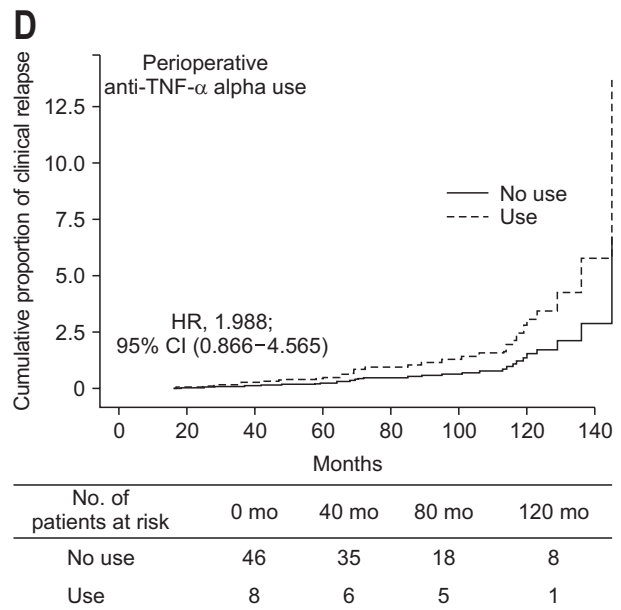 D
Perioperative
anti-TNF-α alpha use
Cumulative proportion of clinical relapse
12.5
10.0
7.5
5.0
2.5
0
No use
Use
HR, 1.988;
95% CI (0.866−4.565)
0 20 40 60 80 100 120 140
Months
No. of
patients at risk 0 mo 40 mo 80 mo 120 mo
No use 46 35 18 8
Use 8 6 5 1